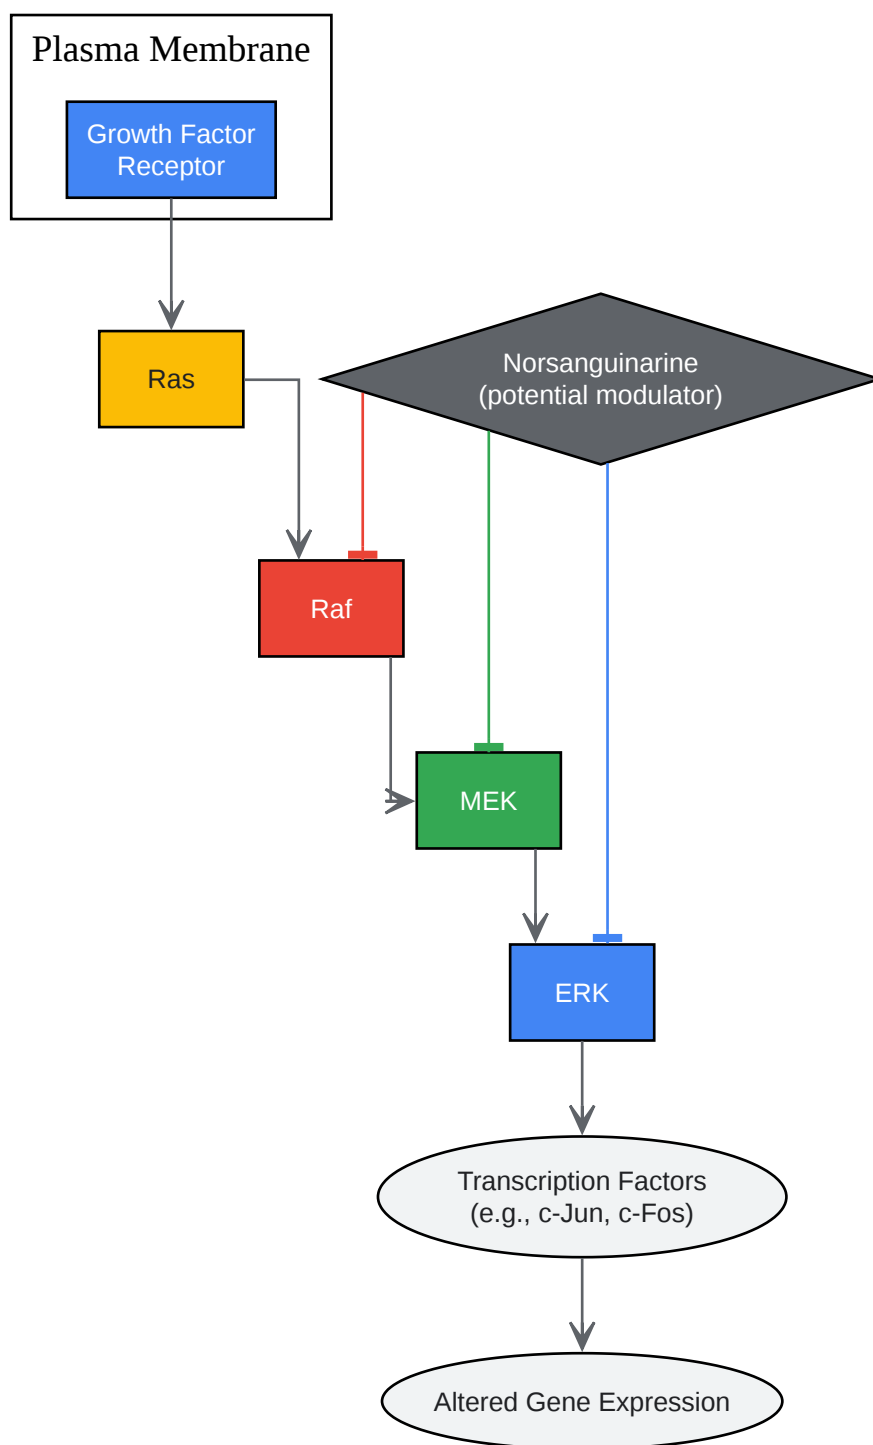 Plasma Membrane
Growth Factor
Receptor
Ras
Norsanguinarine
(potential modulator)
Raf
MEK
ERK
Transcription Factors
(e.g., c-Jun, c-Fos)
Altered Gene Expression